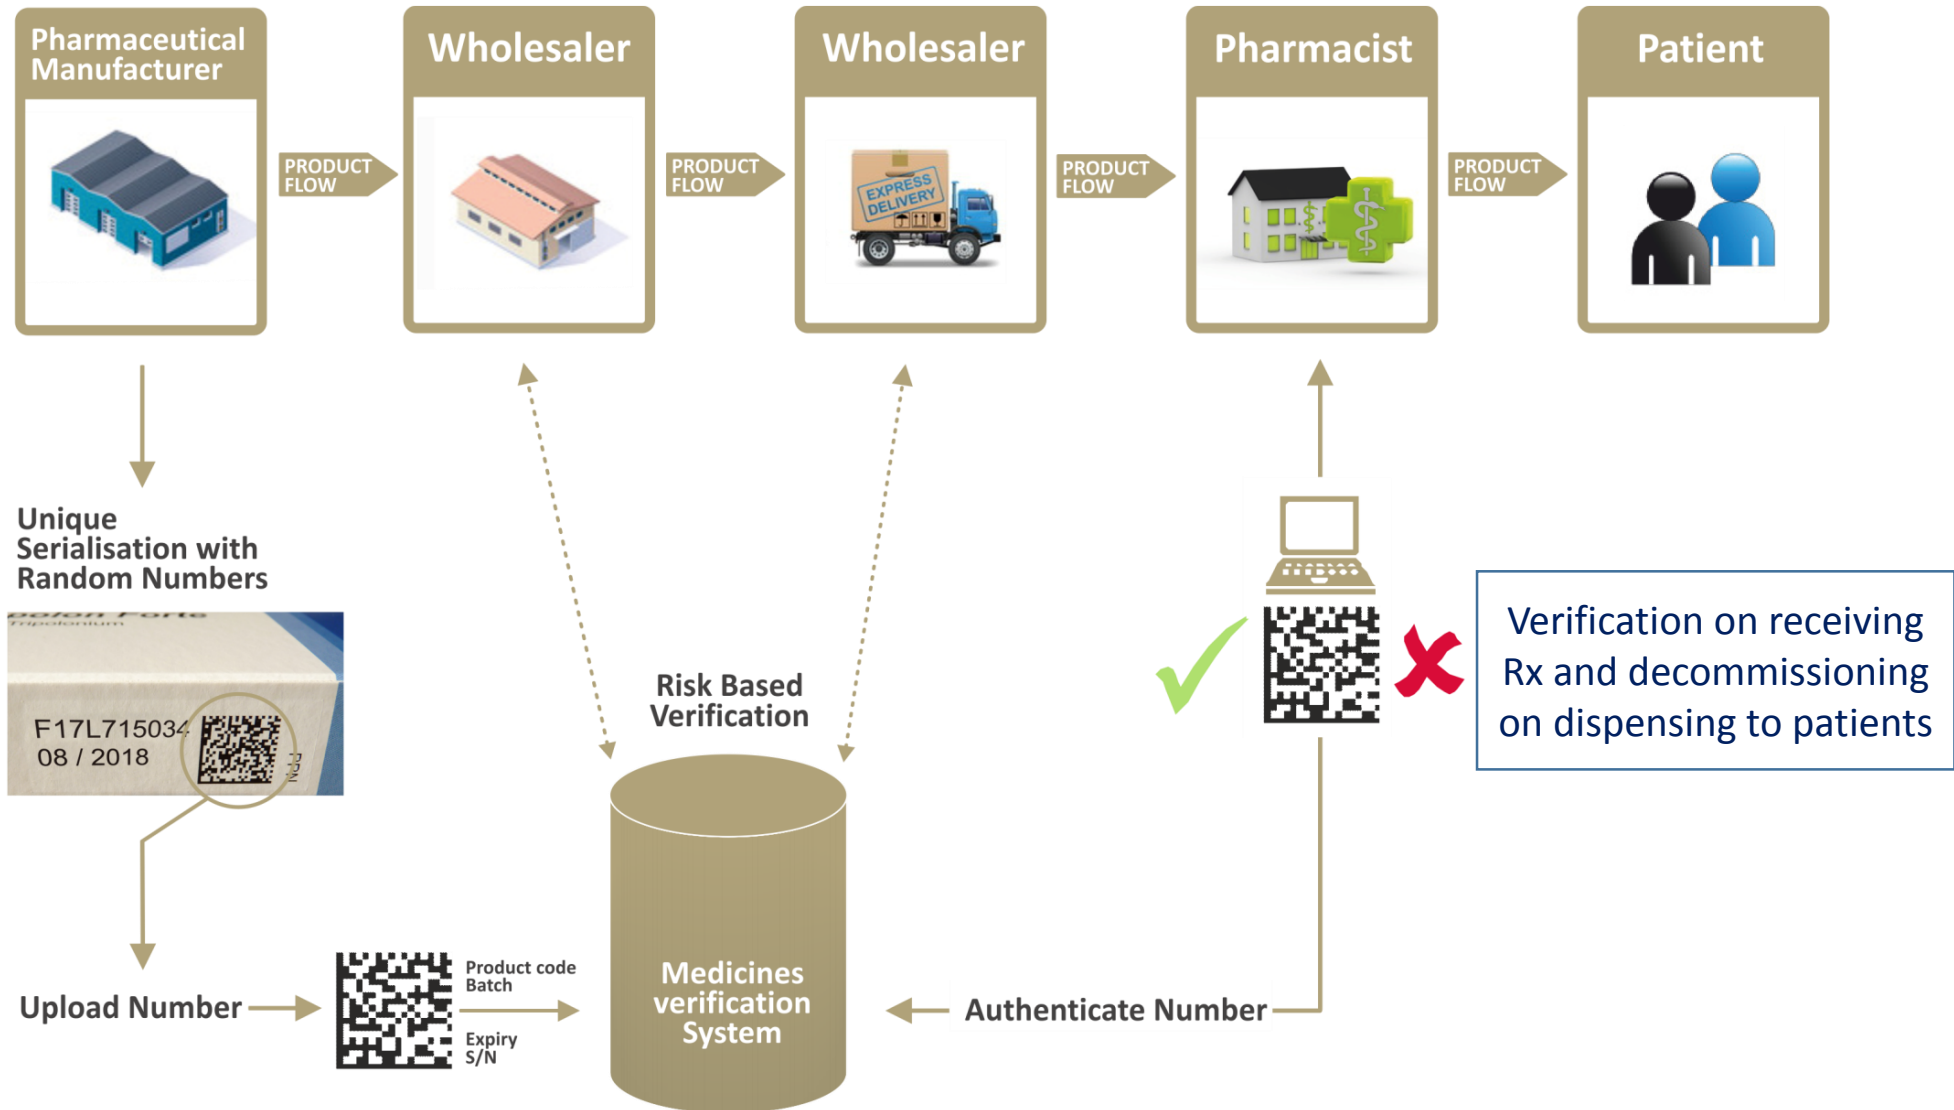 Pharmaceutical
Manufacturer
Wholesaler
Wholesaler
Pharmacist
Patient
PRODUCT
FLOW
PRODUCT
FLOW
EXPRESS
DELIVERY
PRODUCT
FLOW
PRODUCT
FLOW
Unique
Serialisation with
Random Numbers
Tripolonium
F17L715034
08 / 2018
Risk Based
Verification
Verification on receiving
Rx and decommissioning
on dispensing to patients
Upload Number
Product code
Batch
Expiry
S/N
Medicines
verification
System
Authenticate Number